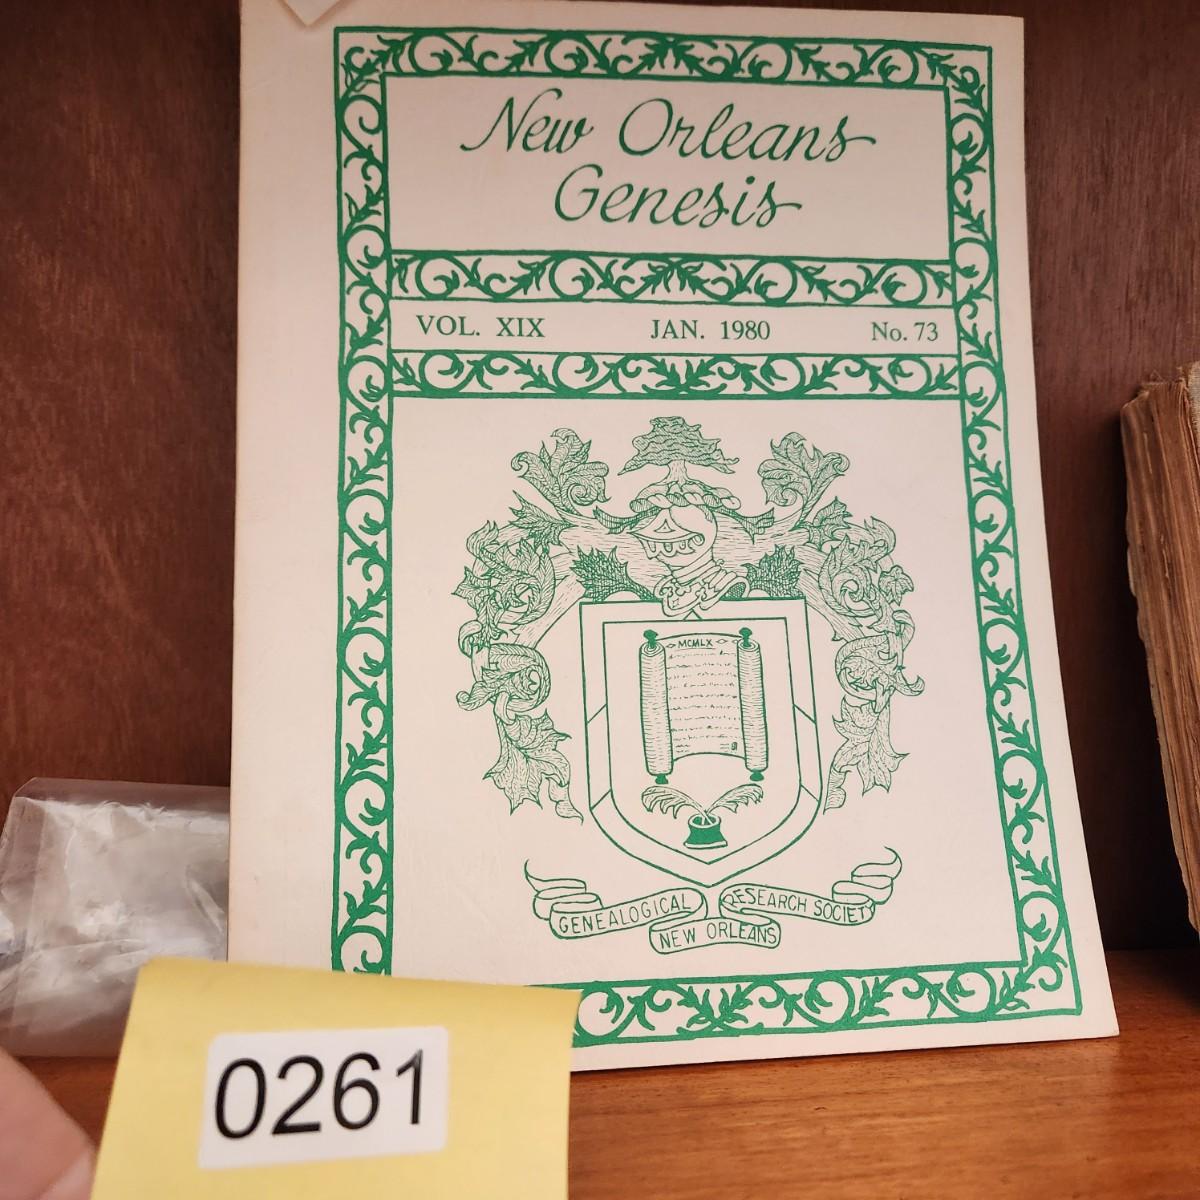 New Orleans
Genesis
VOL. XIX JAN. 1980 No. 73
MCMLX
GENEALOGICAL RESEARCH SOCIETY
NEW ORLEANS
0261